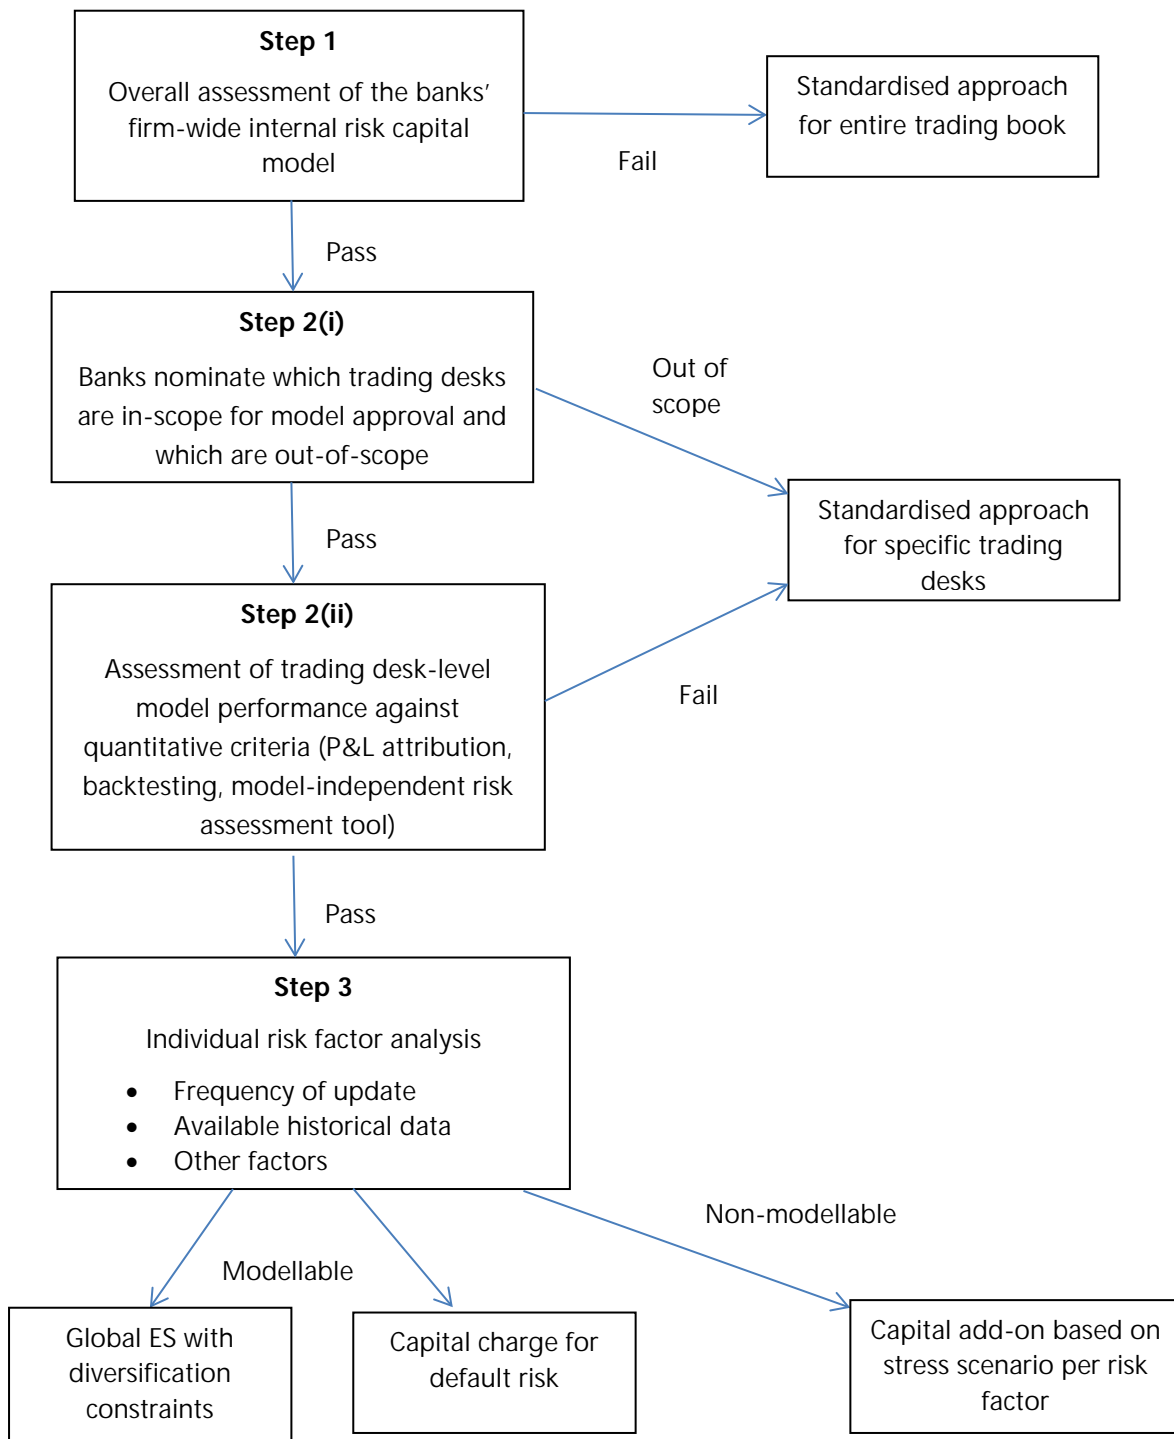 Step 1
Overall assessment of the banks’
firm-wide internal risk capital
model
Standardised approach
for entire trading book
Fail
Pass
Step 2(i)
Banks nominate which trading desks
are in-scope for model approval and
which are out-of-scope
Out of
scope
Standardised approach
for specific trading
desks
Pass
Step 2(ii)
Assessment of trading desk-level
model performance against
quantitative criteria (P&L attribution,
backtesting, model-independent risk
assessment tool)
Fail
Pass
Step 3
Individual risk factor analysis
• Frequency of update
• Available historical data
• Other factors
Non-modellable
Modellable
Global ES with
diversification
constraints
Capital charge for
default risk
Capital add-on based on
stress scenario per risk
factor